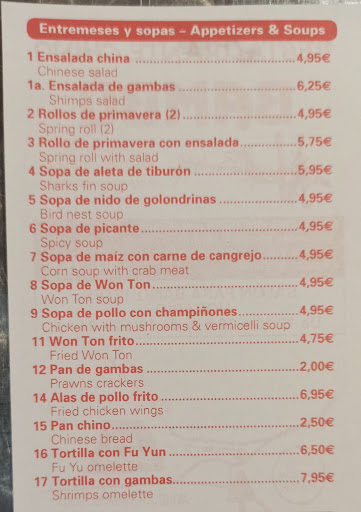 Entremeses y sopas – Appetizers & Soups
1 Ensalada china 4,95€
Chinese salad
1a. Ensalada de gambas 6,25€
Shimps salad
2 Rollos de primavera (2) 4,95€
Spring roll (2)
3 Rollo de primavera con ensalada 5,75€
Spring roll with salad
4 Sopa de aleta de tiburón 5,95€
Sharks fin soup
5 Sopa de nido de golondrinas 4,95€
Bird nest soup
6 Sopa de picante 4,95€
Spicy soup
7 Sopa de maíz con carne de cangrejo 4,95€
Corn soup with crab meat
8 Sopa de Won Ton 4,95€
Won Ton soup
9 Sopa de pollo con champiñones 4,95€
Chicken with mushrooms & vermicelli soup
11 Won Ton frito 4,75€
Fried Won Ton
12 Pan de gambas 2,00€
Prawns crackers
14 Alas de pollo frito 6,95€
Fried chicken wings
15 Pan chino 2,50€
Chinese bread
16 Tortilla con Fu Yun 6,50€
Fu Yu omelette
17 Tortilla con gambas 7,95€
Shrimps omelette